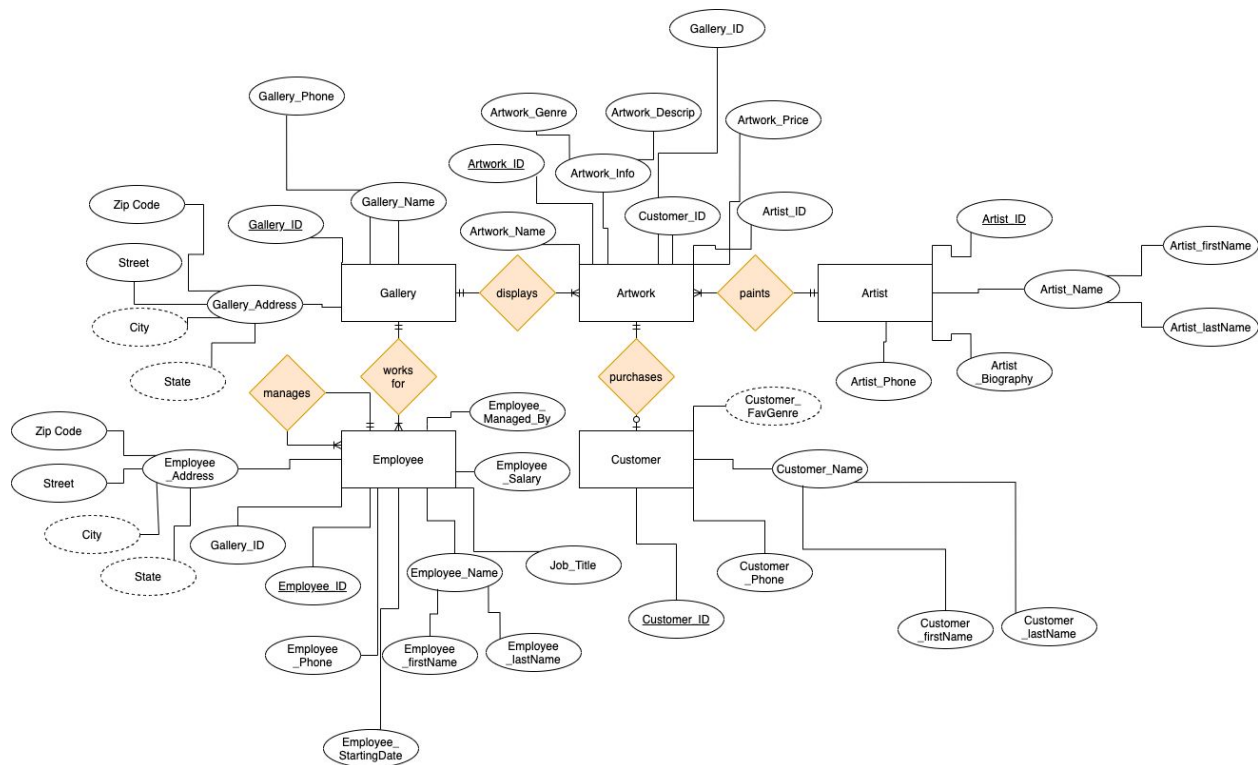 Gallery_ID
Gallery_Phone
Artwork_Genre
Artwork_Descrip
Artwork_Price
Artwork_ID
Artwork_Info
Zip Code
Gallery_Name
Gallery_ID
Customer_ID
Artist_ID
Artist_ID
Artwork_Name
Artist_firstName
Street
Gallery_Address
Gallery
displays
Artwork
paints
Artist
Artist_Name
City
Artist_lastName
State
manages
works
for
purchases
Artist_Phone
Artist
_Biography
Customer_
FavGenre
Employee_
Managed_By
Zip Code
Employee
_Address
Employee
Employee
_Salary
Customer
Customer_Name
Street
City
Gallery_ID
State
Employee_ID
Employee_Name
Job_Title
Customer
_Phone
Customer_ID
Customer
_firstName
Customer
_lastName
Employee
_Phone
Employee
_firstName
Employee
_lastName
Employee_
StartingDate